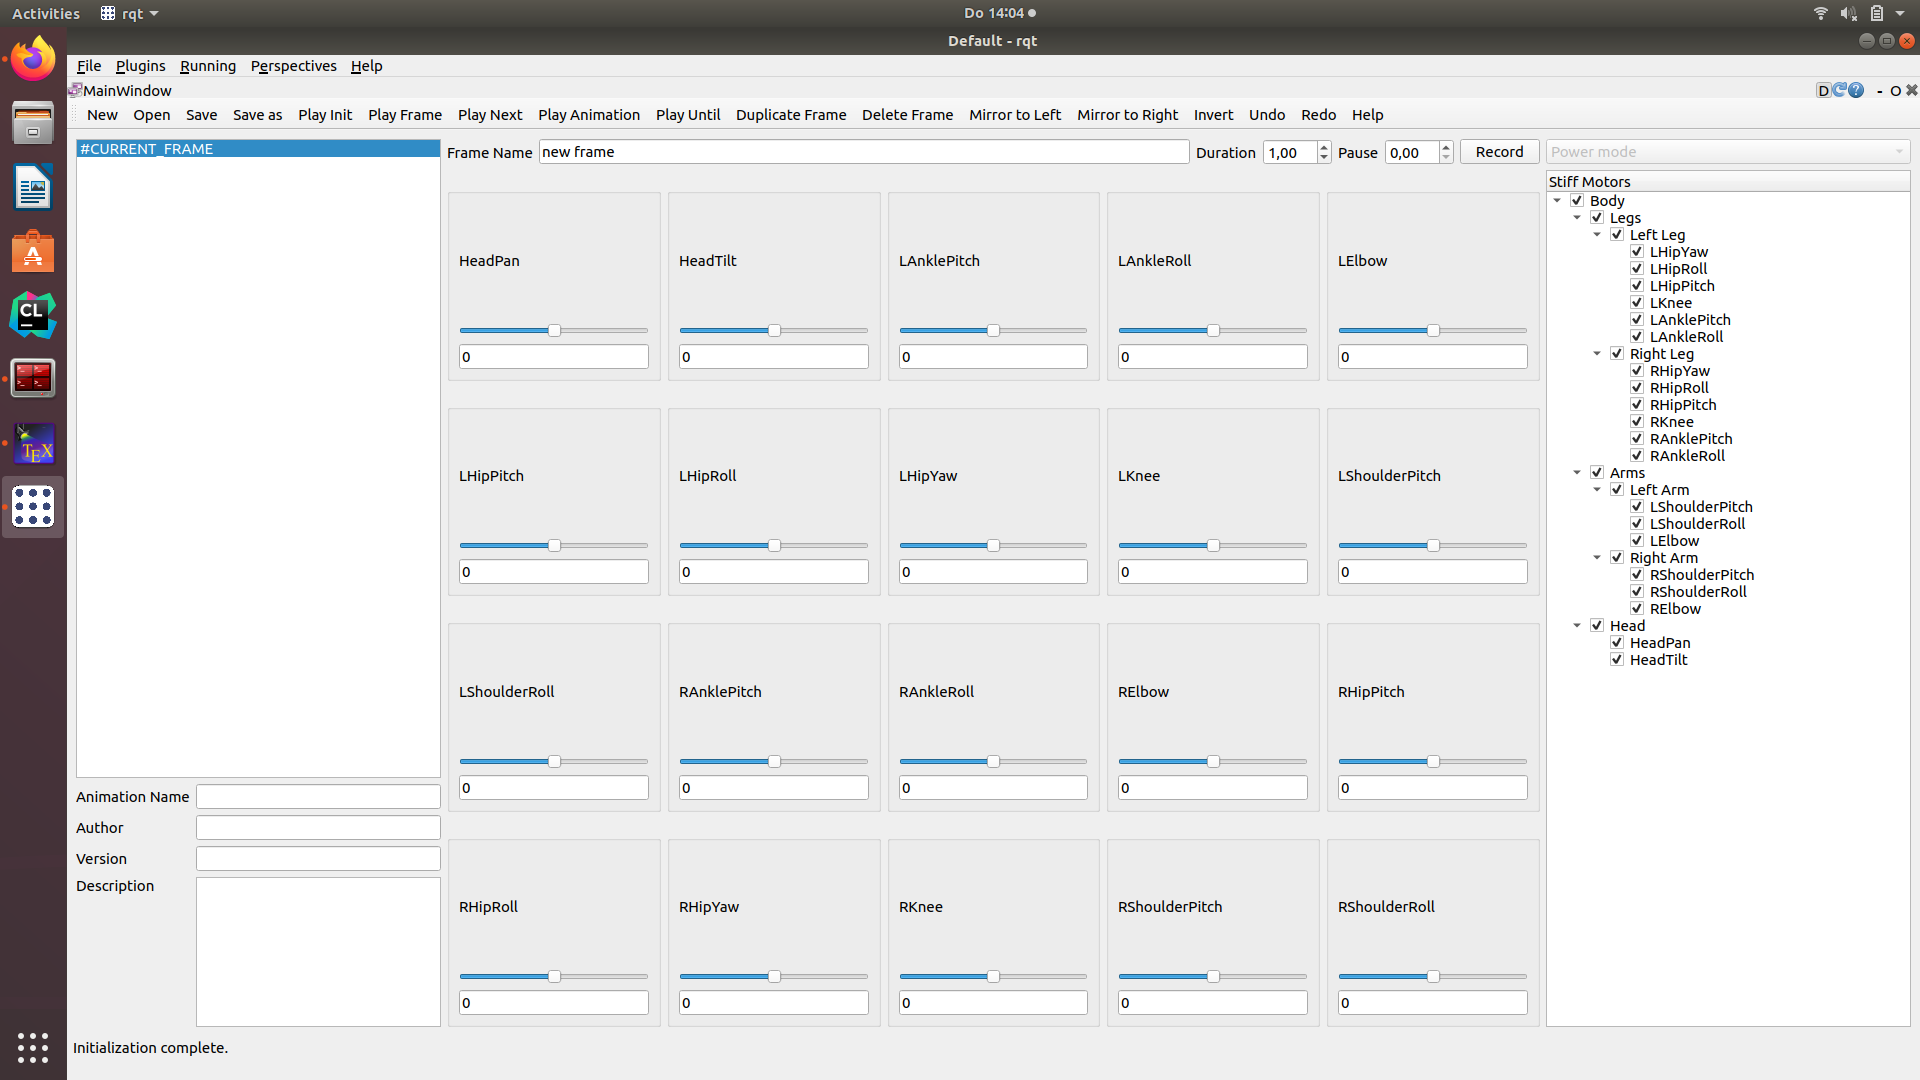 Activities rqt Do 14:04
Default - rqt
File Plugins Running Perspectives Help
MainWindow D - O
New Open Save Save as Play Init Play Frame Play Next Play Animation Play Until Duplicate Frame Delete Frame Mirror to Left Mirror to Right Invert Undo Redo Help
#CURRENT_FRAME
Frame Name new frame Duration 1,00 Pause 0,00 Record
Power mode
HeadPan HeadTilt LAnklePitch LAnkleRoll LElbow
0 0 0 0 0
LHipPitch LHipRoll LHipYaw LKnee LShoulderPitch
0 0 0 0 0
LShoulderRoll RAnklePitch RAnkleRoll RElbow RHipPitch
0 0 0 0 0
RHipRoll RHipYaw RKnee RShoulderPitch RShoulderRoll
0 0 0 0 0
Stiff Motors
Body
Legs
Left Leg
LHipYaw
LHipRoll
LHipPitch
LKnee
LAnklePitch
LAnkleRoll
Right Leg
RHipYaw
RHipRoll
RHipPitch
RKnee
RAnklePitch
RAnkleRoll
Arms
Left Arm
LShoulderPitch
LShoulderRoll
LElbow
Right Arm
RShoulderPitch
RShoulderRoll
RElbow
Head
HeadPan
HeadTilt
Animation Name
Author
Version
Description
Initialization complete.
CL
TEX